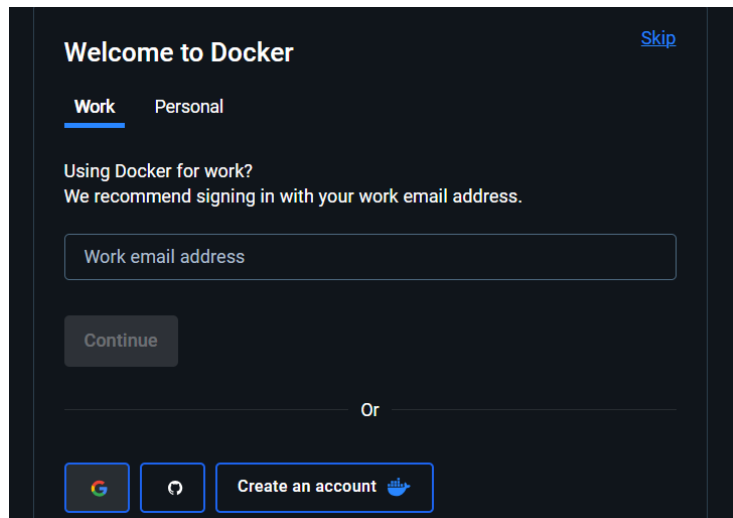 Welcome to Docker
Skip
Work
Personal
Using Docker for work?
We recommend signing in with your work email address.
Work email address
Continue
Or
Create an account